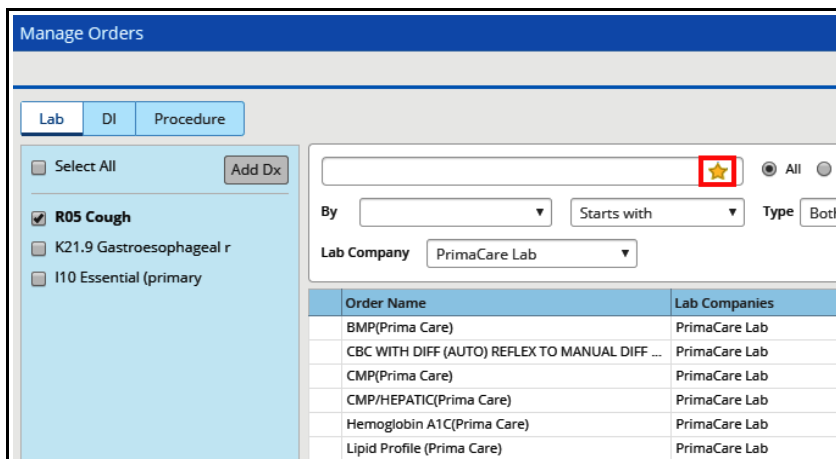 Manage Orders
Lab DI Procedure
Select All Add Dx
R05 Cough
K21.9 Gastroesophageal r
I10 Essential (primary
All
By Starts with Type
Lab Company PrimaCare Lab
Order Name Lab Companies
BMP(Prima Care) PrimaCare Lab
CBC WITH DIFF (AUTO) REFLEX TO MANUAL DIFF ... PrimaCare Lab
CMP(Prima Care) PrimaCare Lab
CMP/HEPATIC(Prima Care) PrimaCare Lab
Hemoglobin A1C(Prima Care) PrimaCare Lab
Lipid Profile (Prima Care) PrimaCare Lab